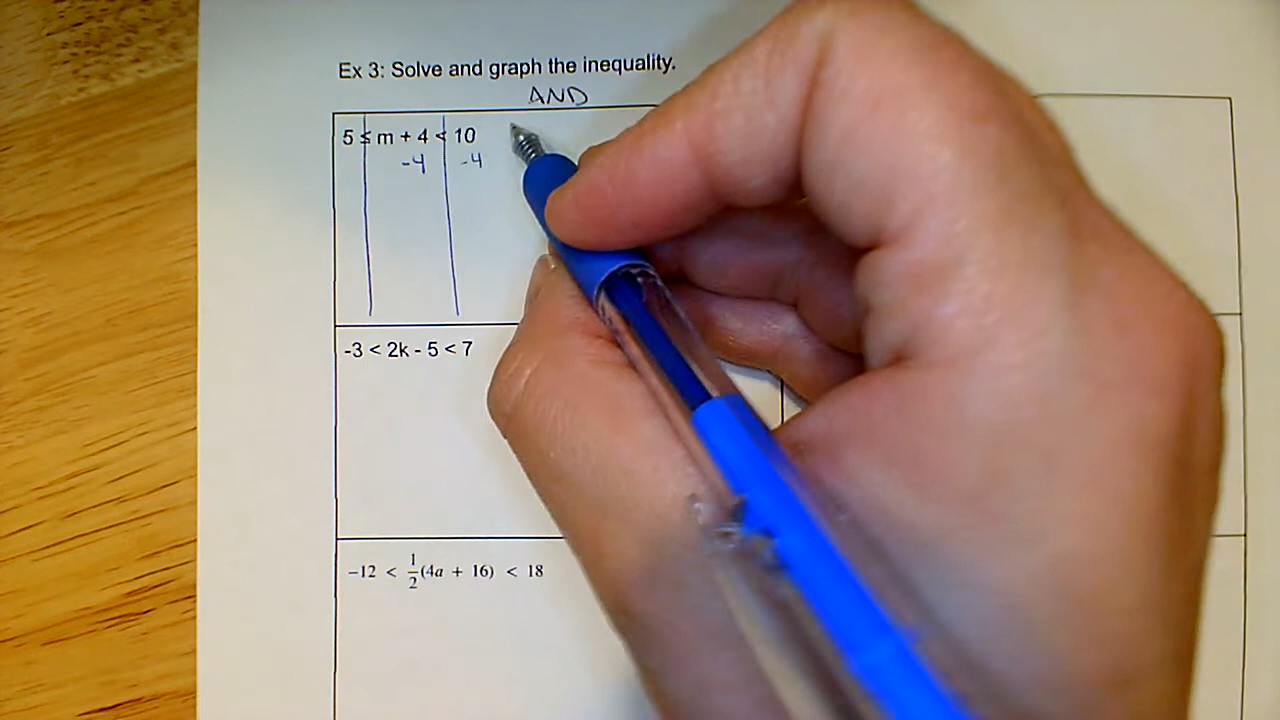 Ex 3: Solve and graph the inequality.
AND
5 ≤ m + 4 < 10
-4 -4
-3 < 2k - 5 < 7
-12 < 1/2(4a + 16) < 18